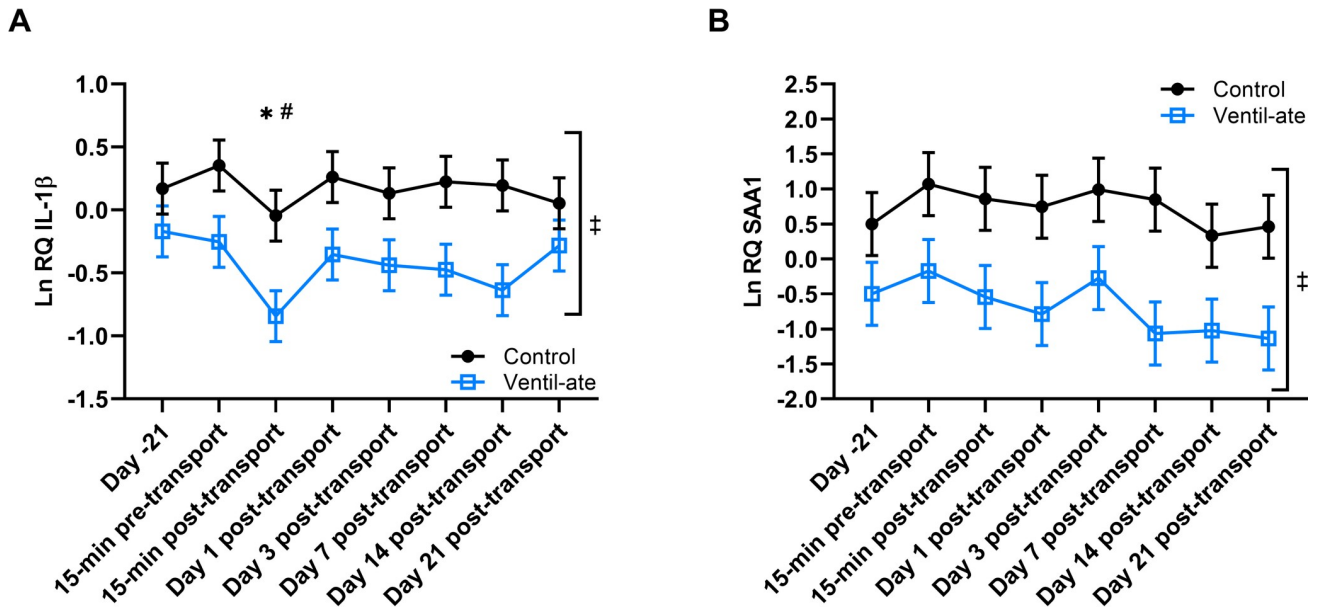 A
Ln RQ IL-1β
1.0
0.5
0.0
-0.5
-1.0
-1.5
* #
‡
Control
Ventil-ate
Day -21
15-min pre-transport
15-min post-transport
Day 1 post-transport
Day 3 post-transport
Day 7 post-transport
Day 14 post-transport
Day 21 post-transport
B
Ln RQ SAA1
2.5
2.0
1.5
1.0
0.5
0.0
-0.5
-1.0
-1.5
-2.0
Control
Ventil-ate
‡
Day -21
15-min pre-transport
15-min post-transport
Day 1 post-transport
Day 3 post-transport
Day 7 post-transport
Day 14 post-transport
Day 21 post-transport